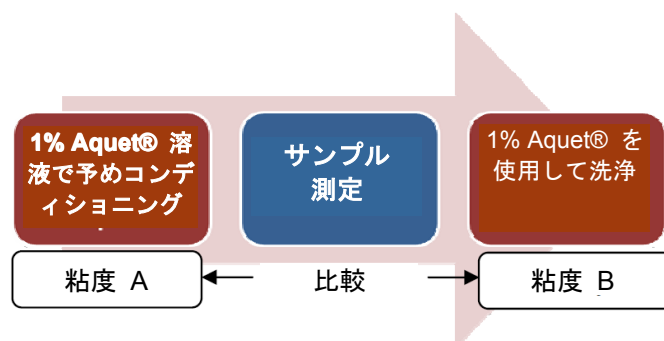 1% Aquet® 溶
液で予めコンデ
ィショニング
サンプル
測定
1% Aquet® を
使用して洗浄
粘度 A
比較
粘度 B